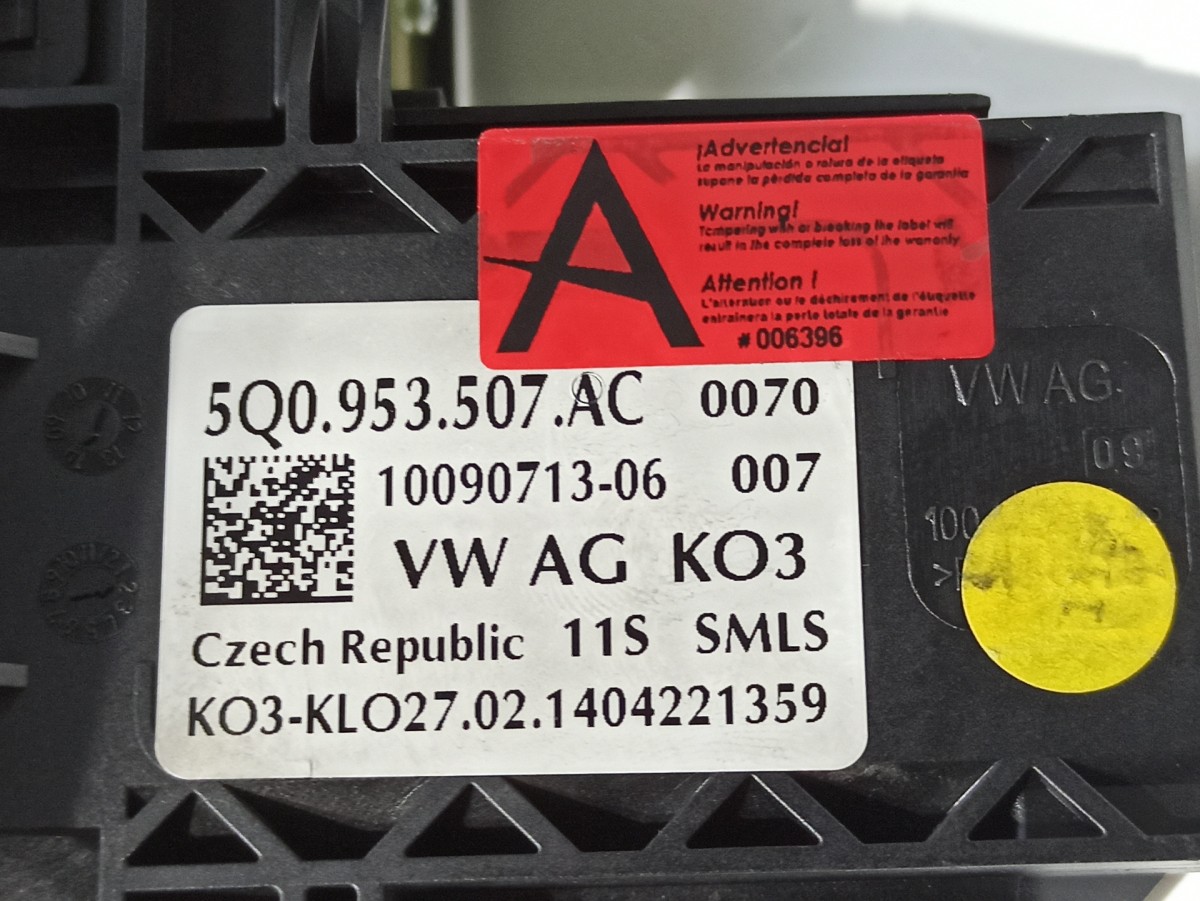 A
¡Advertencia!
La manipulación o rotura de la etiqueta
supone la pérdida completa de la garantía
Warning!
Tempering with or breaking the label will
result in the complete loss of the warranty
Attention !
L'alteration ou le déchirement de l'étiquette
entraînera la perte totale de la garantie
#006396
5Q0.953.507.AC 0070
10090713-06 007
VW AG KO3
Czech Republic 11S SMLS
KO3-KLO27.02.1404221359
VW AG
09
100